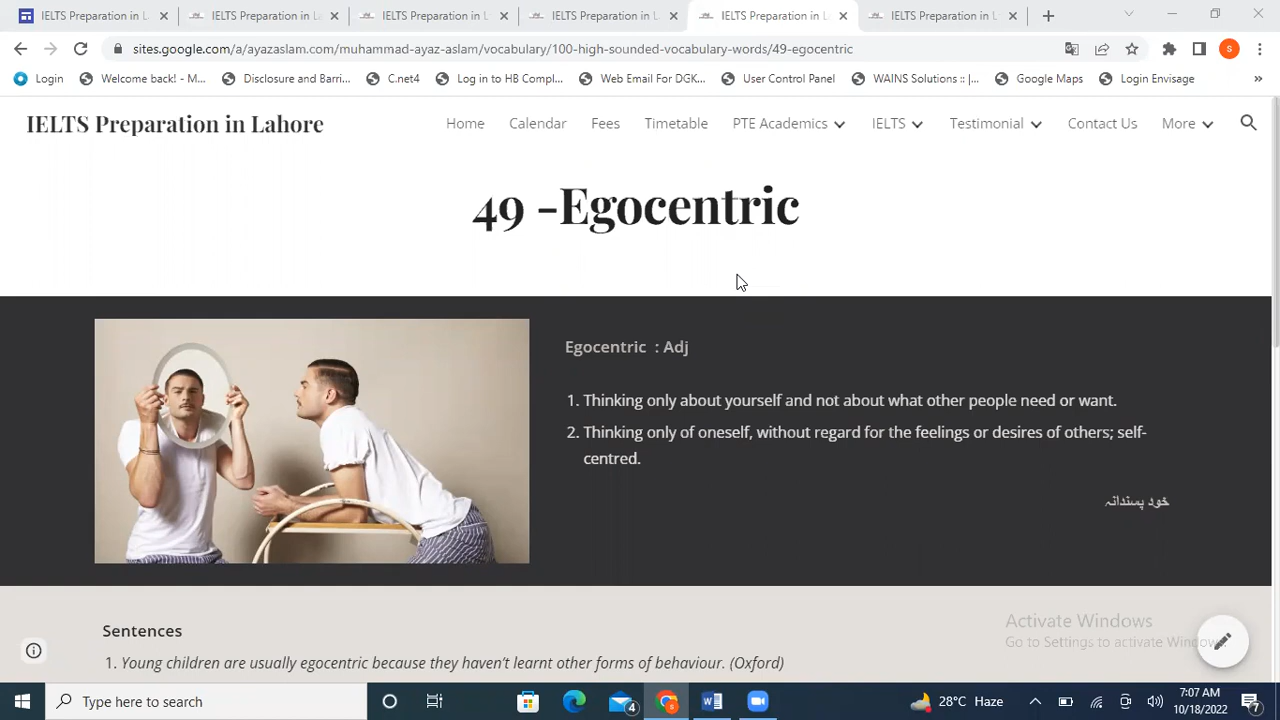 IELTS Preparation in L
IELTS Preparation in L
IELTS Preparation in L
IELTS Preparation in L
IELTS Preparation in L
IELTS Preparation in L
sites.google.com/a/ayazaslam.com/muhammad-ayaz-aslam/vocabulary/100-high-sounded-vocabulary-words/49-egocentric
S
Login
Welcome back! - M...
Disclosure and Barri...
C.net4
Log in to HB Compl...
Web Email For DGK...
User Control Panel
WAINS Solutions :: |...
Google Maps
Login Envisage
»
IELTS Preparation in Lahore
Home
Calendar
Fees
Timetable
PTE Academics
IELTS
Testimonial
Contact Us
More
49 -Egocentric
Egocentric : Adj
1. Thinking only about yourself and not about what other people need or want.
2. Thinking only of oneself, without regard for the feelings or desires of others; self-
centred.
خود پسندانہ
Sentences
1. Young children are usually egocentric because they haven't learnt other forms of behaviour. (Oxford)
Activate Windows
Go to Settings to activate Windows.
Type here to search
4
28°C Haze
7:07 AM
10/18/2022
7